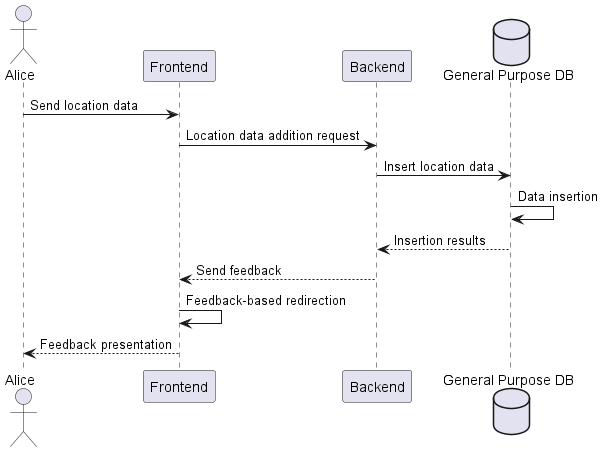 Alice
Frontend
Backend
General Purpose DB
Send location data
Location data addition request
Insert location data
Data insertion
Insertion results
Send feedback
Feedback-based redirection
Feedback presentation
Alice
Frontend
Backend
General Purpose DB